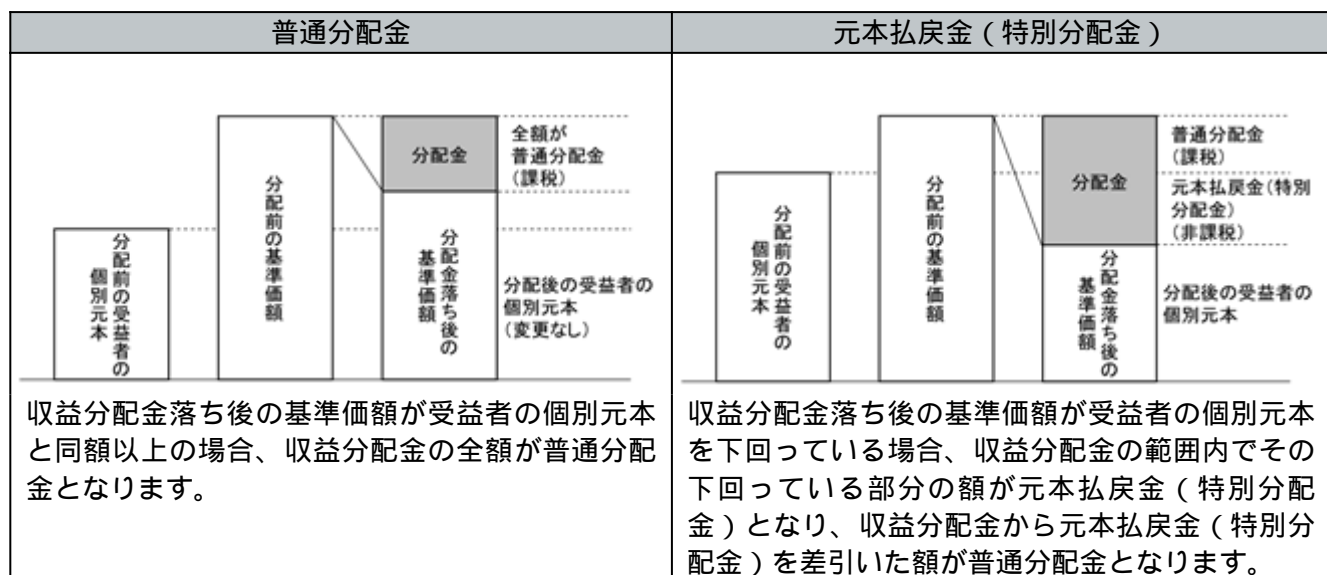 普通分配金
分配前の受益者の
個別元本
分配前の基準価額
分配金
分配金落ち後の
基準価額
全額が
普通分配金
(課税)
分配後の受益者の
個別元本
(変更なし)
収益分配金落ち後の基準価額が受益者の個別元本
と同額以上の場合、収益分配金の全額が普通分配
金となります。
元本払戻金(特別分配金)
分配前の受益者の
個別元本
分配前の基準価額
分配金
分配金落ち後の
基準価額
普通分配金
(課税)
元本払戻金(特別
分配金)
(非課税)
分配後の受益者の
個別元本
収益分配金落ち後の基準価額が受益者の個別元本
を下回っている場合、収益分配金の範囲内でその
下回っている部分の額が元本払戻金(特別分配
金)となり、収益分配金から元本払戻金(特別分
配金)を差引いた額が普通分配金となります。